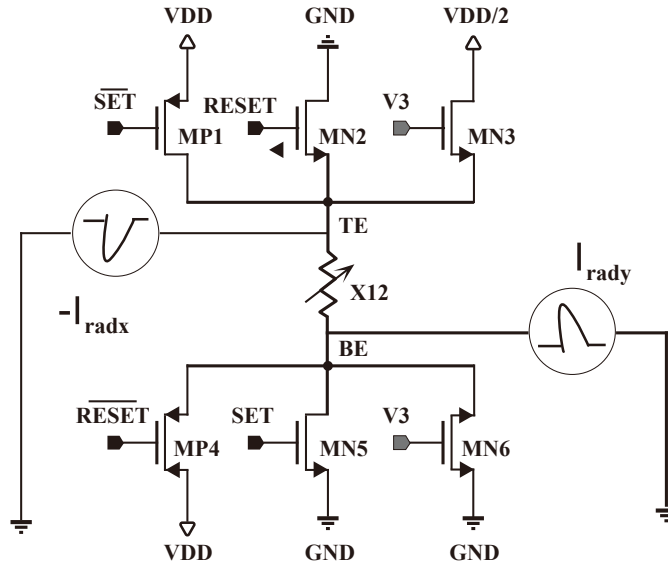 VDD GND VDD/2
SET RESET V3
MP1 MN2 MN3
TE
X12
-Iradx
Irady
BE
RESET SET V3
MP4 MN5 MN6
VDD GND GND